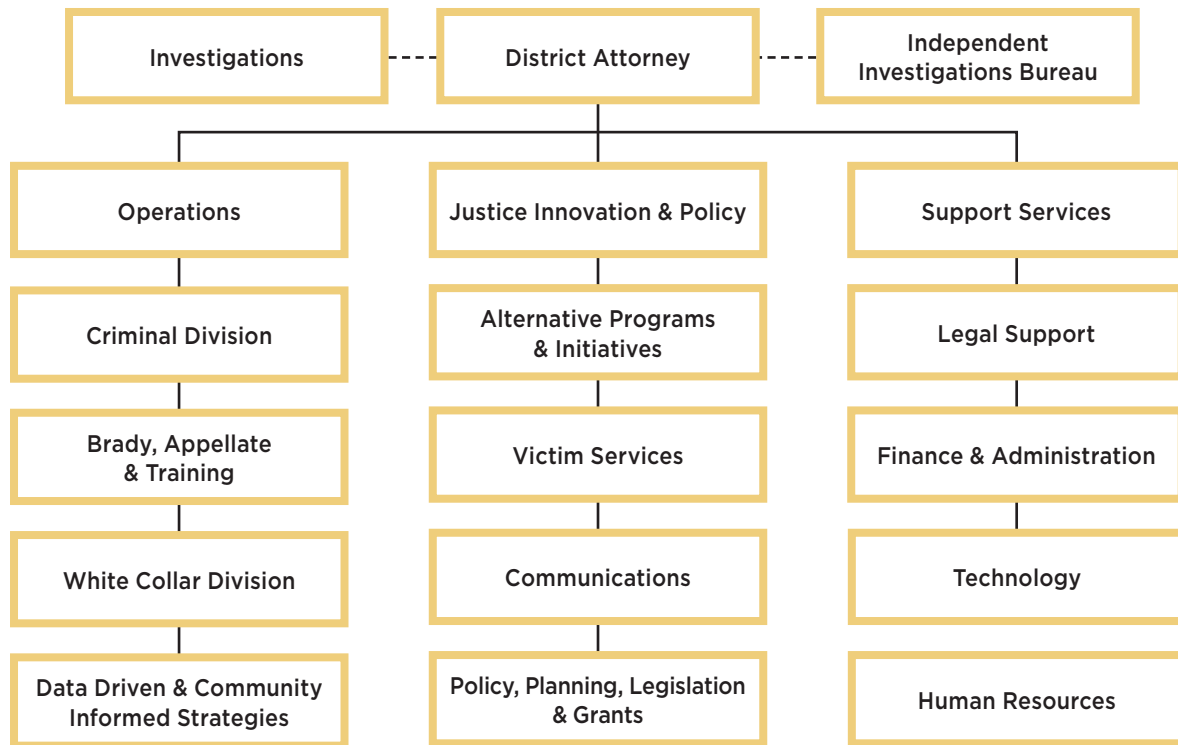 Investigations
District Attorney
Independent
Investigations Bureau
Operations
Justice Innovation & Policy
Support Services
Criminal Division
Alternative Programs
& Initiatives
Legal Support
Brady, Appellate
& Training
Victim Services
Finance & Administration
White Collar Division
Communications
Technology
Data Driven & Community
Informed Strategies
Policy, Planning, Legislation
& Grants
Human Resources